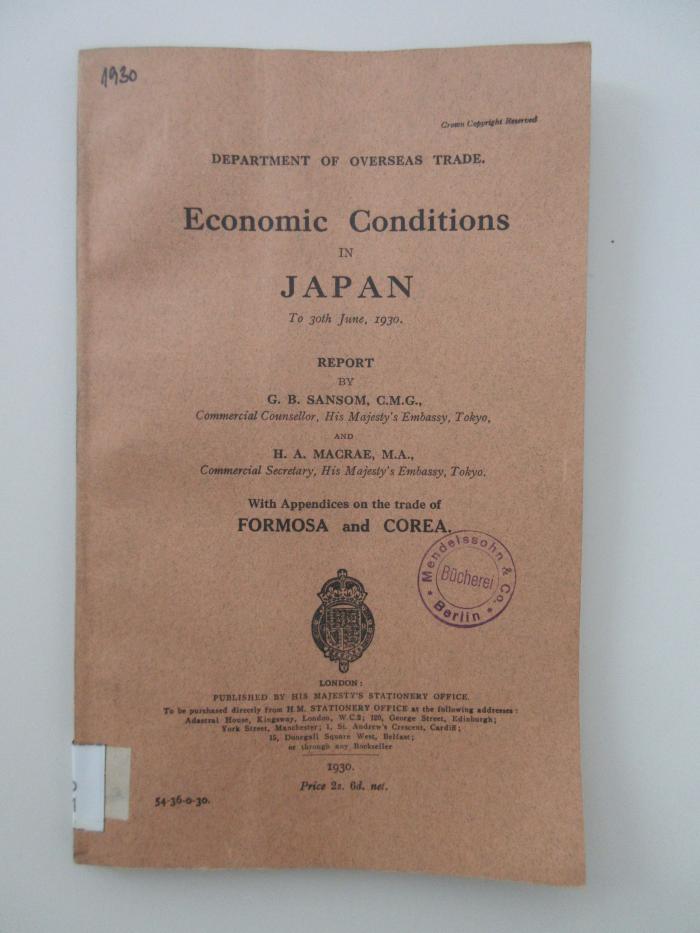 1930
Crown Copyright Reserved
DEPARTMENT OF OVERSEAS TRADE.
Economic Conditions
IN
JAPAN
To 30th June, 1930.
REPORT
BY
G. B. SANSOM, C.M.G.,
Commercial Counsellor, His Majesty's Embassy, Tokyo,
AND
H. A. MACRAE, M.A.,
Commercial Secretary, His Majesty's Embassy, Tokyo.
With Appendices on the trade of
FORMOSA and COREA.
Mendelssohn & Co.
Bücherei
* Berlin *
LONDON:
PUBLISHED BY HIS MAJESTY'S STATIONERY OFFICE.
To be purchased directly from H.M. STATIONERY OFFICE at the following addresses:
Adastral House, Kingsway, London, W.C.2; 120, George Street, Edinburgh;
York Street, Manchester; 1, St. Andrew's Crescent, Cardiff;
15, Donegall Square West, Belfast;
or through any Bookseller
1930.
Price 2s. 6d. net.
54-36-0-30.